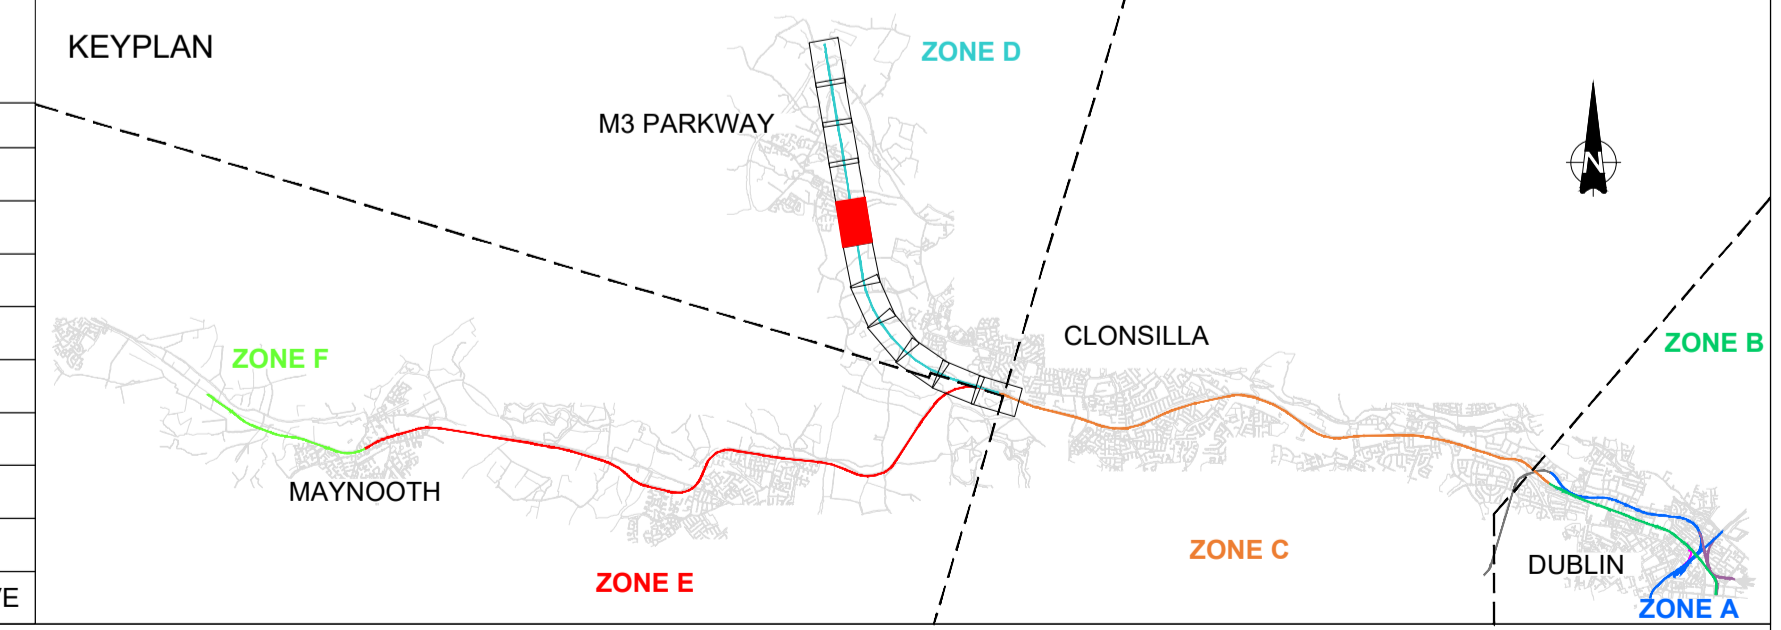 KEYPLAN
ZONE D
M3 PARKWAY
N
CLONSILLA
ZONE B
ZONE F
MAYNOOTH
ZONE C
DUBLIN
ZONE E
ZONE A